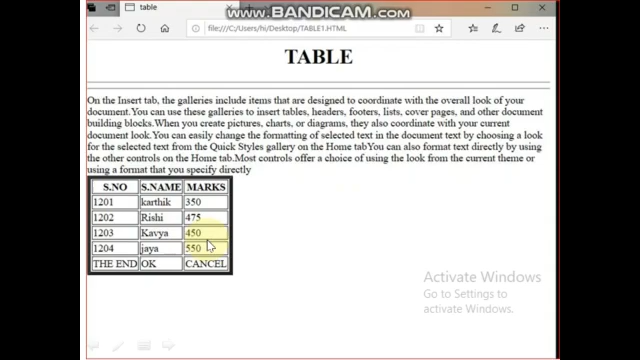 WWW.BANDICAM.COM
table
file:///C:/Users/hi/Desktop/TABLE1.HTML
TABLE
On the Insert tab, the galleries include items that are designed to coordinate with the overall look of your
document.You can use these galleries to insert tables, headers, footers, lists, cover pages, and other document
building blocks.When you create pictures, charts, or diagrams, they also coordinate with your current
document look.You can easily change the formatting of selected text in the document text by choosing a look
for the selected text from the Quick Styles gallery on the Home tabYou can also format text directly by using
the other controls on the Home tab.Most controls offer a choice of using the look from the current theme or
using a format that you specify directly
S.NO S.NAME MARKS
1201 karthik 350
1202 Rishi 475
1203 Kavya 450
1204 jaya 550
THE END OK CANCEL
Activate Windows
Go to Settings to
activate Windows.